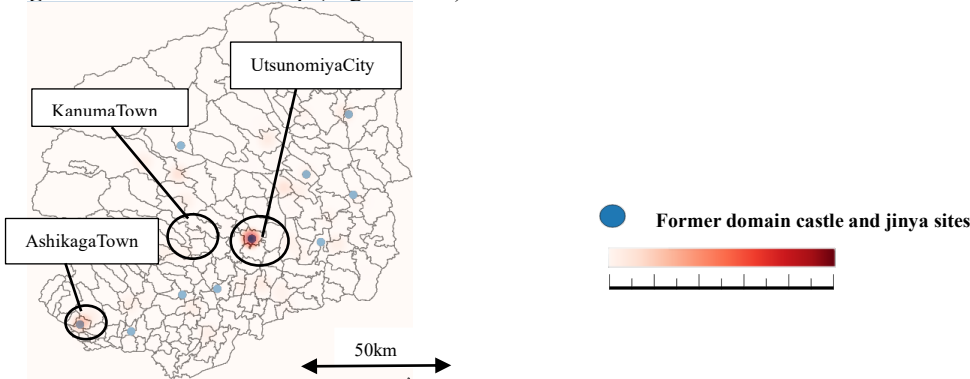 UtsunomiyaCity
KanumaTown
AshikagaTown
Former domain castle and jinya sites
50km